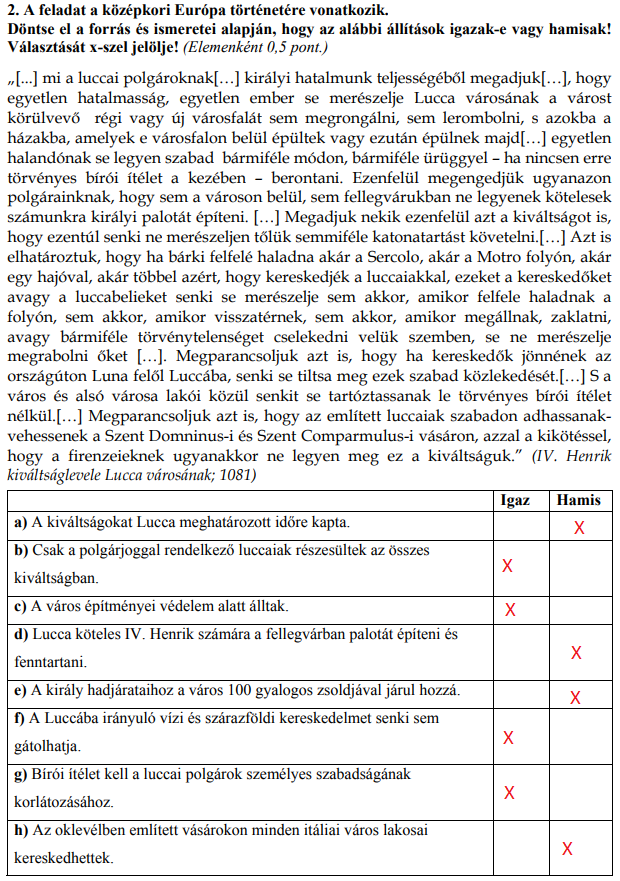 2. A feladat a középkori Európa történetére vonatkozik.
Döntse el a forrás és ismeretei alapján, hogy az alábbi állítások igazak-e vagy hamisak!
Választását x-szel jelölje! (Elemenként 0,5 pont.)
„[...] mi a luccai polgároknak[…] királyi hatalmunk teljességéből megadjuk[…], hogy
egyetlen hatalmasság, egyetlen ember se merészelje Lucca városának a várost
körülvevő régi vagy új városfalát sem megrongálni, sem lerombolni, s azokba a
házakba, amelyek e városfalon belül épültek vagy ezután épülnek majd[…] egyetlen
halandónak se legyen szabad bármiféle módon, bármiféle ürüggyel – ha nincsen erre
törvényes bírói ítélet a kezében – berontani. Ezenfelül megengedjük ugyanazon
polgárainknak, hogy sem a városon belül, sem fellegvárukban ne legyenek kötelesek
számunkra királyi palotát építeni. […] Megadjuk nekik ezenfelül azt a kiváltságot is,
hogy ezentúl senki ne merészeljen tőlük semmiféle katonatartást követelni.[…] Azt is
elhatároztuk, hogy ha bárki felfelé haladna akár a Sercolo, akár a Motro folyón, akár
egy hajóval, akár többel azért, hogy kereskedjék a luccaiakkal, ezeket a kereskedőket
avagy a luccabelieket senki se merészelje sem akkor, amikor felfele haladnak a
folyón, sem akkor, amikor visszatérnek, sem akkor, amikor megállnak, zaklatni,
avagy bármiféle törvénytelenséget cselekedni velük szemben, se ne merészelje
megrabolni őket […]. Megparancsoljuk azt is, hogy ha kereskedők jönnének az
országúton Luna felől Luccába, senki se tiltsa meg ezek szabad közlekedését.[…] S a
város és alsó városa lakói közül senkit se tartóztassanak le törvényes bírói ítélet
nélkül.[…] Megparancsoljuk azt is, hogy az említett luccaiak szabadon adhassanak-
vehessenek a Szent Domninus-i és Szent Comparmulus-i vásáron, azzal a kikötéssel,
hogy a firenzeieknek ugyanakkor ne legyen meg ez a kiváltságuk.” (IV. Henrik
kiváltságlevele Lucca városának; 1081)
Igaz Hamis
a) A kiváltságokat Lucca meghatározott időre kapta. X
b) Csak a polgárjoggal rendelkező luccaiak részesültek az összes
kiváltságban. X
c) A város építményei védelem alatt álltak. X
d) Lucca köteles IV. Henrik számára a fellegvárban palotát építeni és
fenntartani. X
e) A király hadjárataihoz a város 100 gyalogos zsoldjával járul hozzá. X
f) A Luccába irányuló vízi és szárazföldi kereskedelmet senki sem
gátolhatja. X
g) Bírói ítélet kell a luccai polgárok személyes szabadságának
korlátozásához. X
h) Az oklevélben említett vásárokon minden itáliai város lakosai
kereskedhettek. X